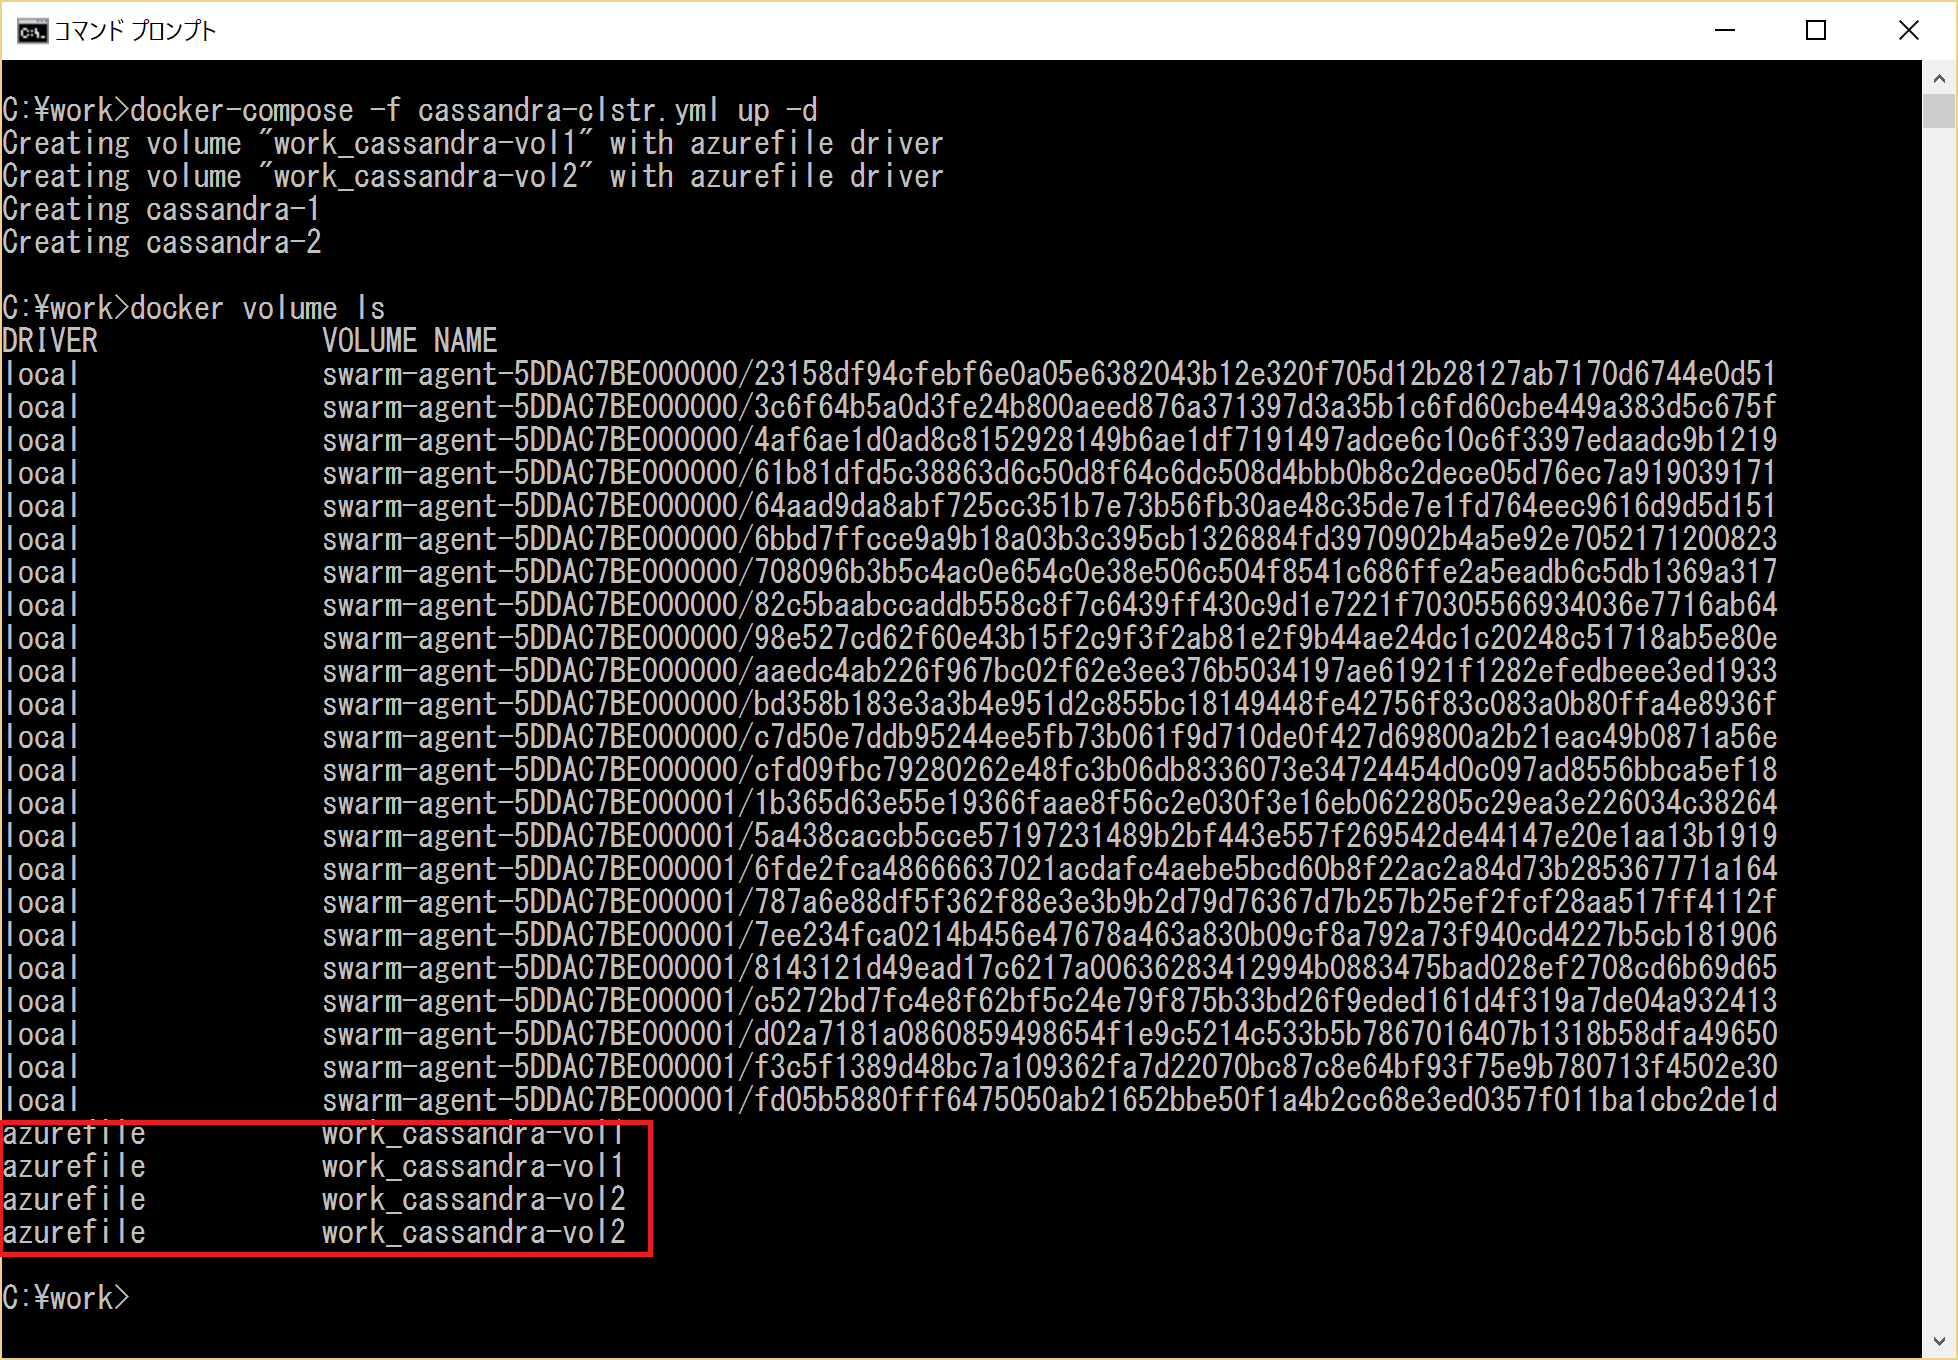 コマンド プロンプト
C:¥work>docker-compose -f cassandra-clstr.yml up -d
Creating volume "work_cassandra-vol1" with azurefile driver
Creating volume "work_cassandra-vol2" with azurefile driver
Creating cassandra-1
Creating cassandra-2
C:¥work>docker volume ls
DRIVER              VOLUME NAME
local               swarm-agent-5DDAC7BE000000/23158df94cfebf6e0a05e6382043b12e320f705d12b28127ab7170d6744e0d51
local               swarm-agent-5DDAC7BE000000/3c6f64b5a0d3fe24b800aeed876a371397d3a35b1c6fd60cbe449a383d5c675f
local               swarm-agent-5DDAC7BE000000/4af6ae1d0ad8c8152928149b6ae1df7191497adce6c10c6f3397edaadc9b1219
local               swarm-agent-5DDAC7BE000000/61b81dfd5c38863d6c50d8f64c6dc508d4bbb0b8c2dece05d76ec7a919039171
local               swarm-agent-5DDAC7BE000000/64aad9da8abf725cc351b7e73b56fb30ae48c35de7e1fd764eec9616d9d5d151
local               swarm-agent-5DDAC7BE000000/6bbd7ffcce9a9b18a03b3c395cb1326884fd3970902b4a5e92e7052171200823
local               swarm-agent-5DDAC7BE000000/708096b3b5c4ac0e654c0e38e506c504f8541c686ffe2a5eadb6c5db1369a317
local               swarm-agent-5DDAC7BE000000/82c5baabccaddb558c8f7c6439ff430c9d1e7221f70305566934036e7716ab64
local               swarm-agent-5DDAC7BE000000/98e527cd62f60e43b15f2c9f3f2ab81e2f9b44ae24dc1c20248c51718ab5e80e
local               swarm-agent-5DDAC7BE000000/aaedc4ab226f967bc02f62e3ee376b5034197ae61921f1282efedbeee3ed1933
local               swarm-agent-5DDAC7BE000000/bd358b183e3a3b4e951d2c855bc18149448fe42756f83c083a0b80ffa4e8936f
local               swarm-agent-5DDAC7BE000000/c7d50e7ddb95244ee5fb73b061f9d710de0f427d69800a2b21eac49b0871a56e
local               swarm-agent-5DDAC7BE000000/cfd09fbc79280262e48fc3b06db8336073e34724454d0c097ad8556bbca5ef18
local               swarm-agent-5DDAC7BE000001/1b365d63e55e19366faae8f56c2e030f3e16eb0622805c29ea3e226034c38264
local               swarm-agent-5DDAC7BE000001/5a438caccb5cce57197231489b2bf443e557f269542de44147e20e1aa13b1919
local               swarm-agent-5DDAC7BE000001/6fde2fca48666637021acdafc4aebe5bcd60b8f22ac2a84d73b285367771a164
local               swarm-agent-5DDAC7BE000001/787a6e88df5f362f88e3e3b9b2d79d76367d7b257b25ef2fcf28aa517ff4112f
local               swarm-agent-5DDAC7BE000001/7ee234fca0214b456e47678a463a830b09cf8a792a73f940cd4227b5cb181906
local               swarm-agent-5DDAC7BE000001/8143121d49ead17c6217a00636283412994b0883475bad028ef2708cd6b69d65
local               swarm-agent-5DDAC7BE000001/c5272bd7fc4e8f62bf5c24e79f875b33bd26f9eded161d4f319a7de04a932413
local               swarm-agent-5DDAC7BE000001/d02a7181a0860859498654f1e9c5214c533b5b7867016407b1318b58dfa49650
local               swarm-agent-5DDAC7BE000001/f3c5f1389d48bc7a109362fa7d22070bc87c8e64bf93f75e9b780713f4502e30
local               swarm-agent-5DDAC7BE000001/fd05b5880fff6475050ab21652bbe50f1a4b2cc68e3ed0357f011ba1cbc2de1d
azurefile           work_cassandra-vol1
azurefile           work_cassandra-vol1
azurefile           work_cassandra-vol2
azurefile           work_cassandra-vol2
C:¥work>